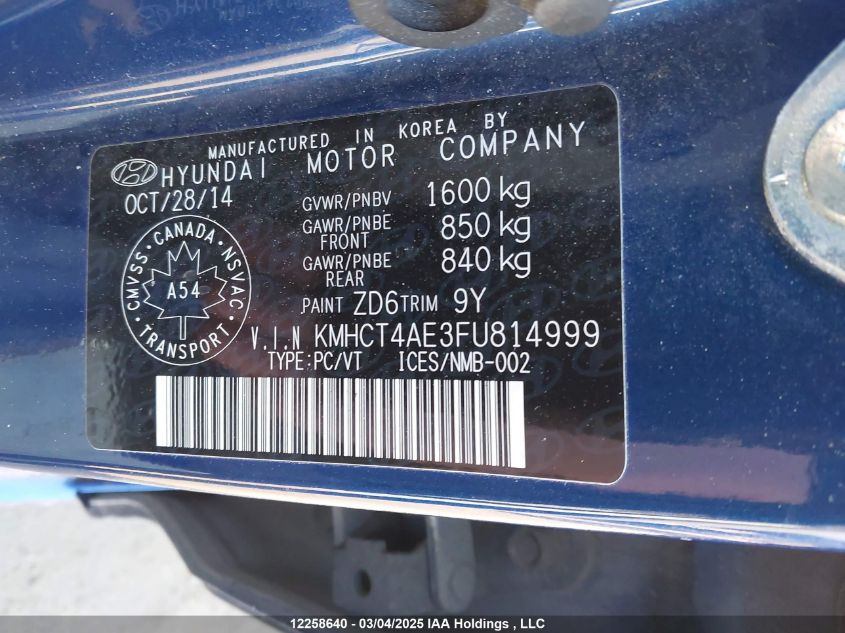 MANUFACTURED IN KOREA BY
HYUNDAI MOTOR COMPANY
OCT/28/14
GVWR/PNBV 1600 kg
GAWR/PNBE FRONT 850 kg
GAWR/PNBE REAR 840 kg
CMVSS · CANADA · NSVAC
A54
TRANSPORT
PAINT ZD6 TRIM 9Y
V.I.N KMHCT4AE3FU814999
TYPE:PC/VT ICES/NMB-002
12258640 - 03/04/2025 IAA Holdings , LLC